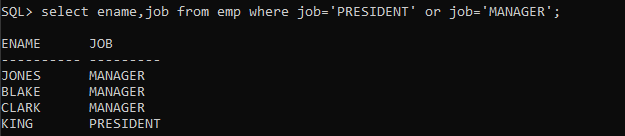 SQL> select ename,job from emp where job='PRESIDENT' or job='MANAGER';
ENAME      JOB
---------- ---------
JONES      MANAGER
BLAKE      MANAGER
CLARK      MANAGER
KING       PRESIDENT